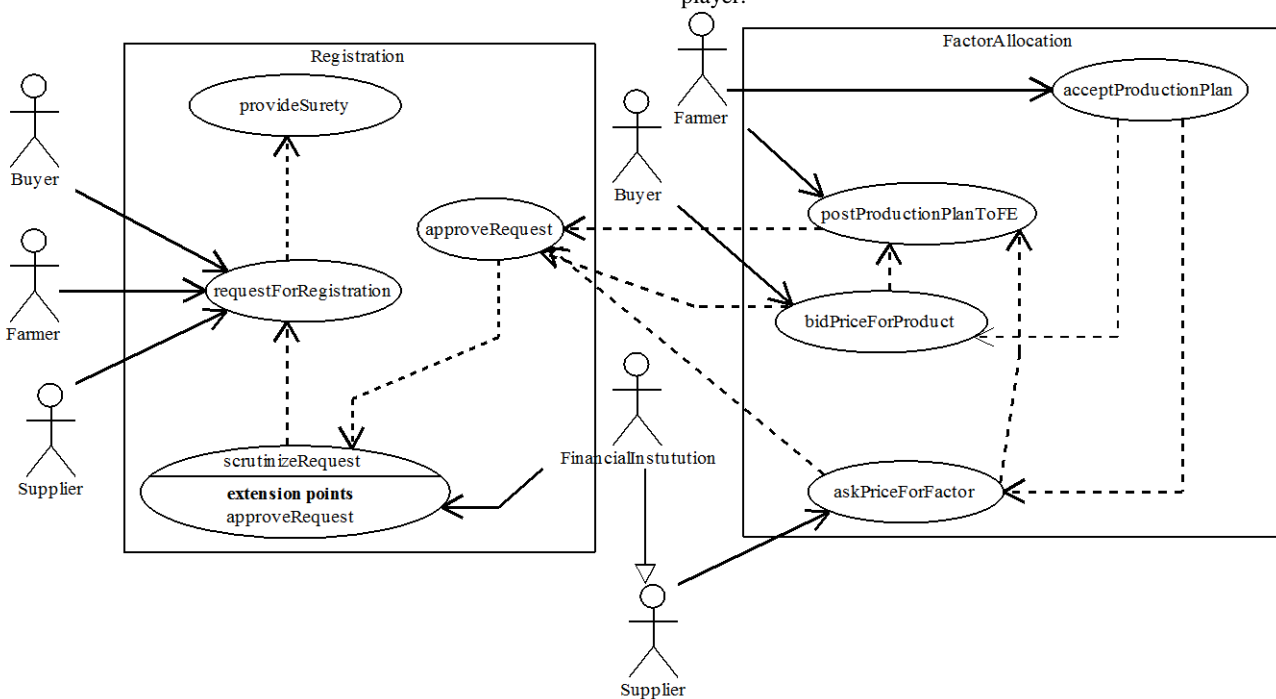 player.
Registration
provideSurety
Buyer
approveRequest
requestForRegistration
Farmer
scrutinizeRequest
extension points
approveRequest
Supplier
FactorAllocation
acceptProductionPlan
Farmer
Buyer
postProductionPlanToFE
bidPriceForProduct
FinancialInstutution
askPriceForFactor
Supplier